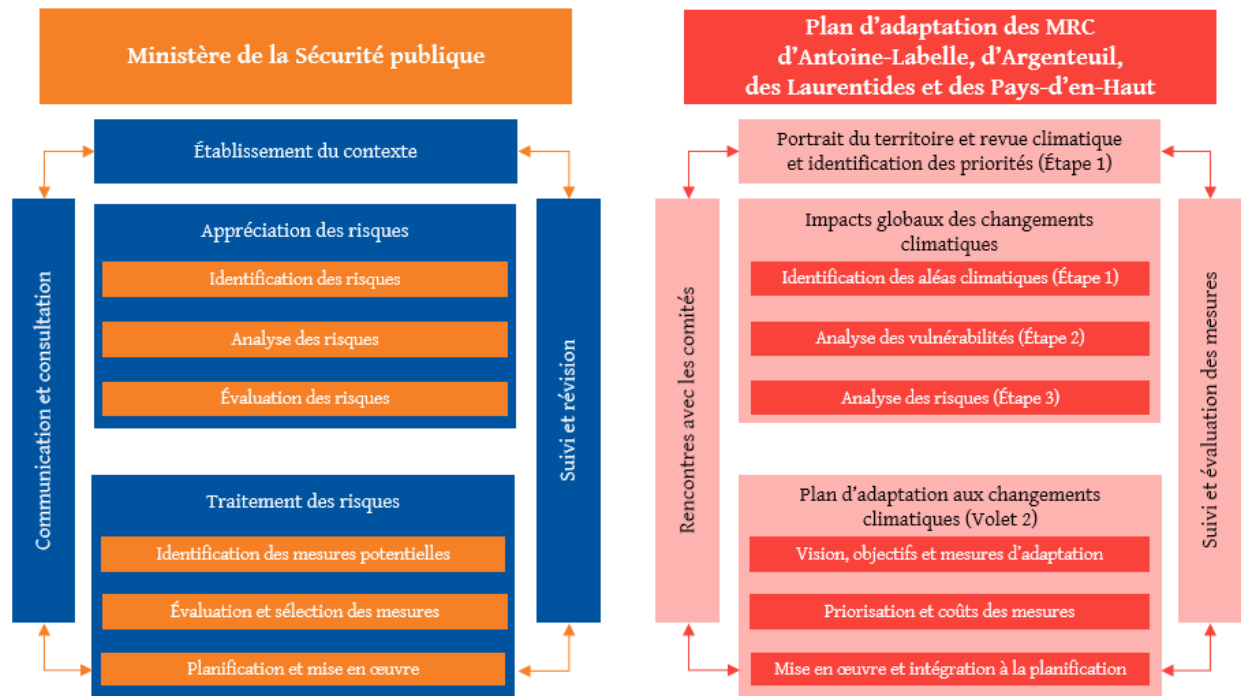 Ministère de la Sécurité publique
Établissement du contexte
Communication et consultation
Appréciation des risques
Identification des risques
Analyse des risques
Évaluation des risques
Suivi et révision
Traitement des risques
Identification des mesures potentielles
Évaluation et sélection des mesures
Planification et mise en œuvre
Plan d’adaptation des MRC
d’Antoine-Labelle, d’Argenteuil,
des Laurentides et des Pays-d’en-Haut
Portrait du territoire et revue climatique
et identification des priorités (Étape 1)
Rencontres avec les comités
Impacts globaux des changements
climatiques
Identification des aléas climatiques (Étape 1)
Analyse des vulnérabilités (Étape 2)
Analyse des risques (Étape 3)
Suivi et évaluation des mesures
Plan d’adaptation aux changements
climatiques (Volet 2)
Vision, objectifs et mesures d’adaptation
Priorisation et coûts des mesures
Mise en œuvre et intégration à la planification